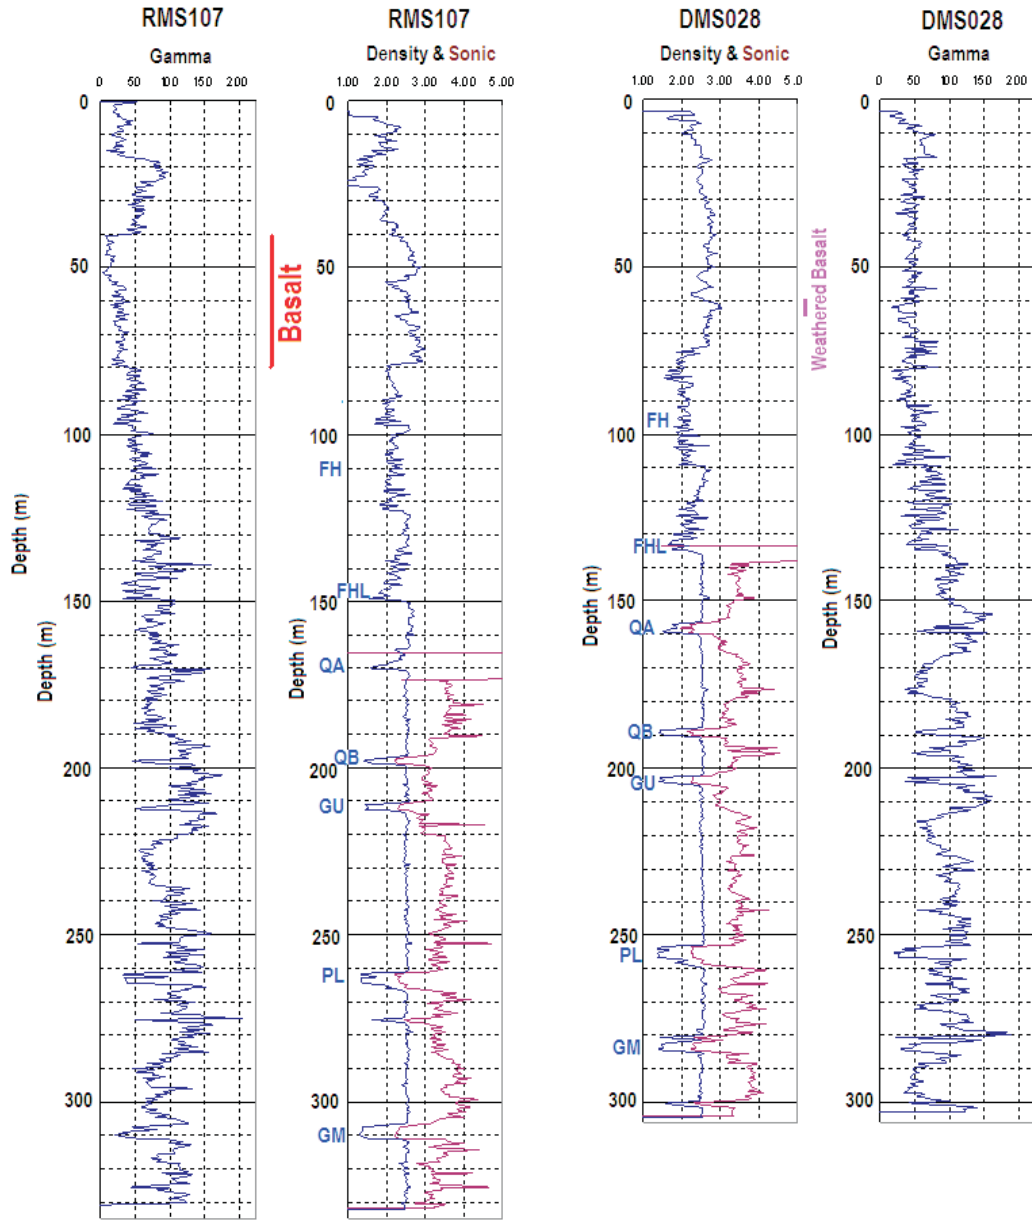 RMS107
RMS107
DMS028
DMS028
Gamma
Density & Sonic
Density & Sonic
Gamma
0 50 100 150 200
1.00 2.00 3.00 4.00 5.00
1.00 2.00 3.00 4.00 5.0
0 50 100 150 200
0
50
100
150
200
250
300
Depth (m)
Depth (m)
Basalt
0
50
100
150
200
250
300
Depth (m)
FH
FHL
QA
QB
GU
PL
GM
0
50
100
150
200
250
300
Depth (m)
FH
FHL
QA
QB
GU
PL
GM
Weathered Basalt
0
50
100
150
200
250
300
Depth (m)